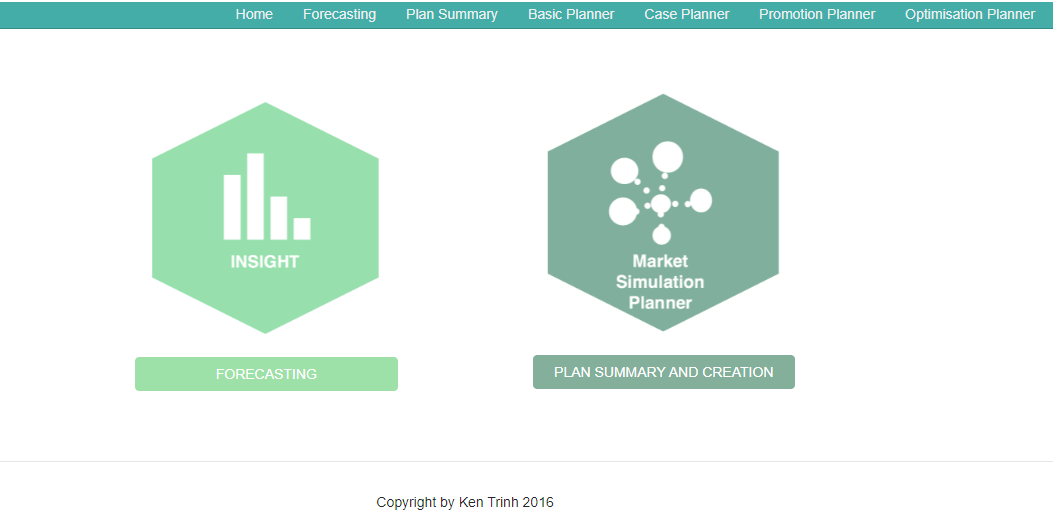 Home Forecasting Plan Summary Basic Planner Case Planner Promotion Planner Optimisation Planner
INSIGHT
Market
Simulation
Planner
FORECASTING
PLAN SUMMARY AND CREATION
Copyright by Ken Trinh 2016